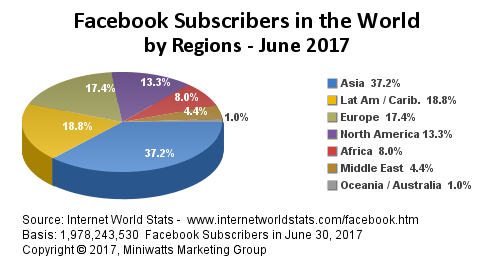 Facebook Subscribers in the World
by Regions - June 2017
13.3%
17.4%
8.0%
4.4%
1.0%
18.8%
37.2%
Asia 37.2%
Lat Am / Carib. 18.8%
Europe 17.4%
North America 13.3%
Africa 8.0%
Middle East 4.4%
Oceania / Australia 1.0%
Source: Internet World Stats - www.internetworldstats.com/facebook.htm
Basis: 1,978,243,530 Facebook Subscribers in June 30, 2017
Copyright © 2017, Miniwatts Marketing Group